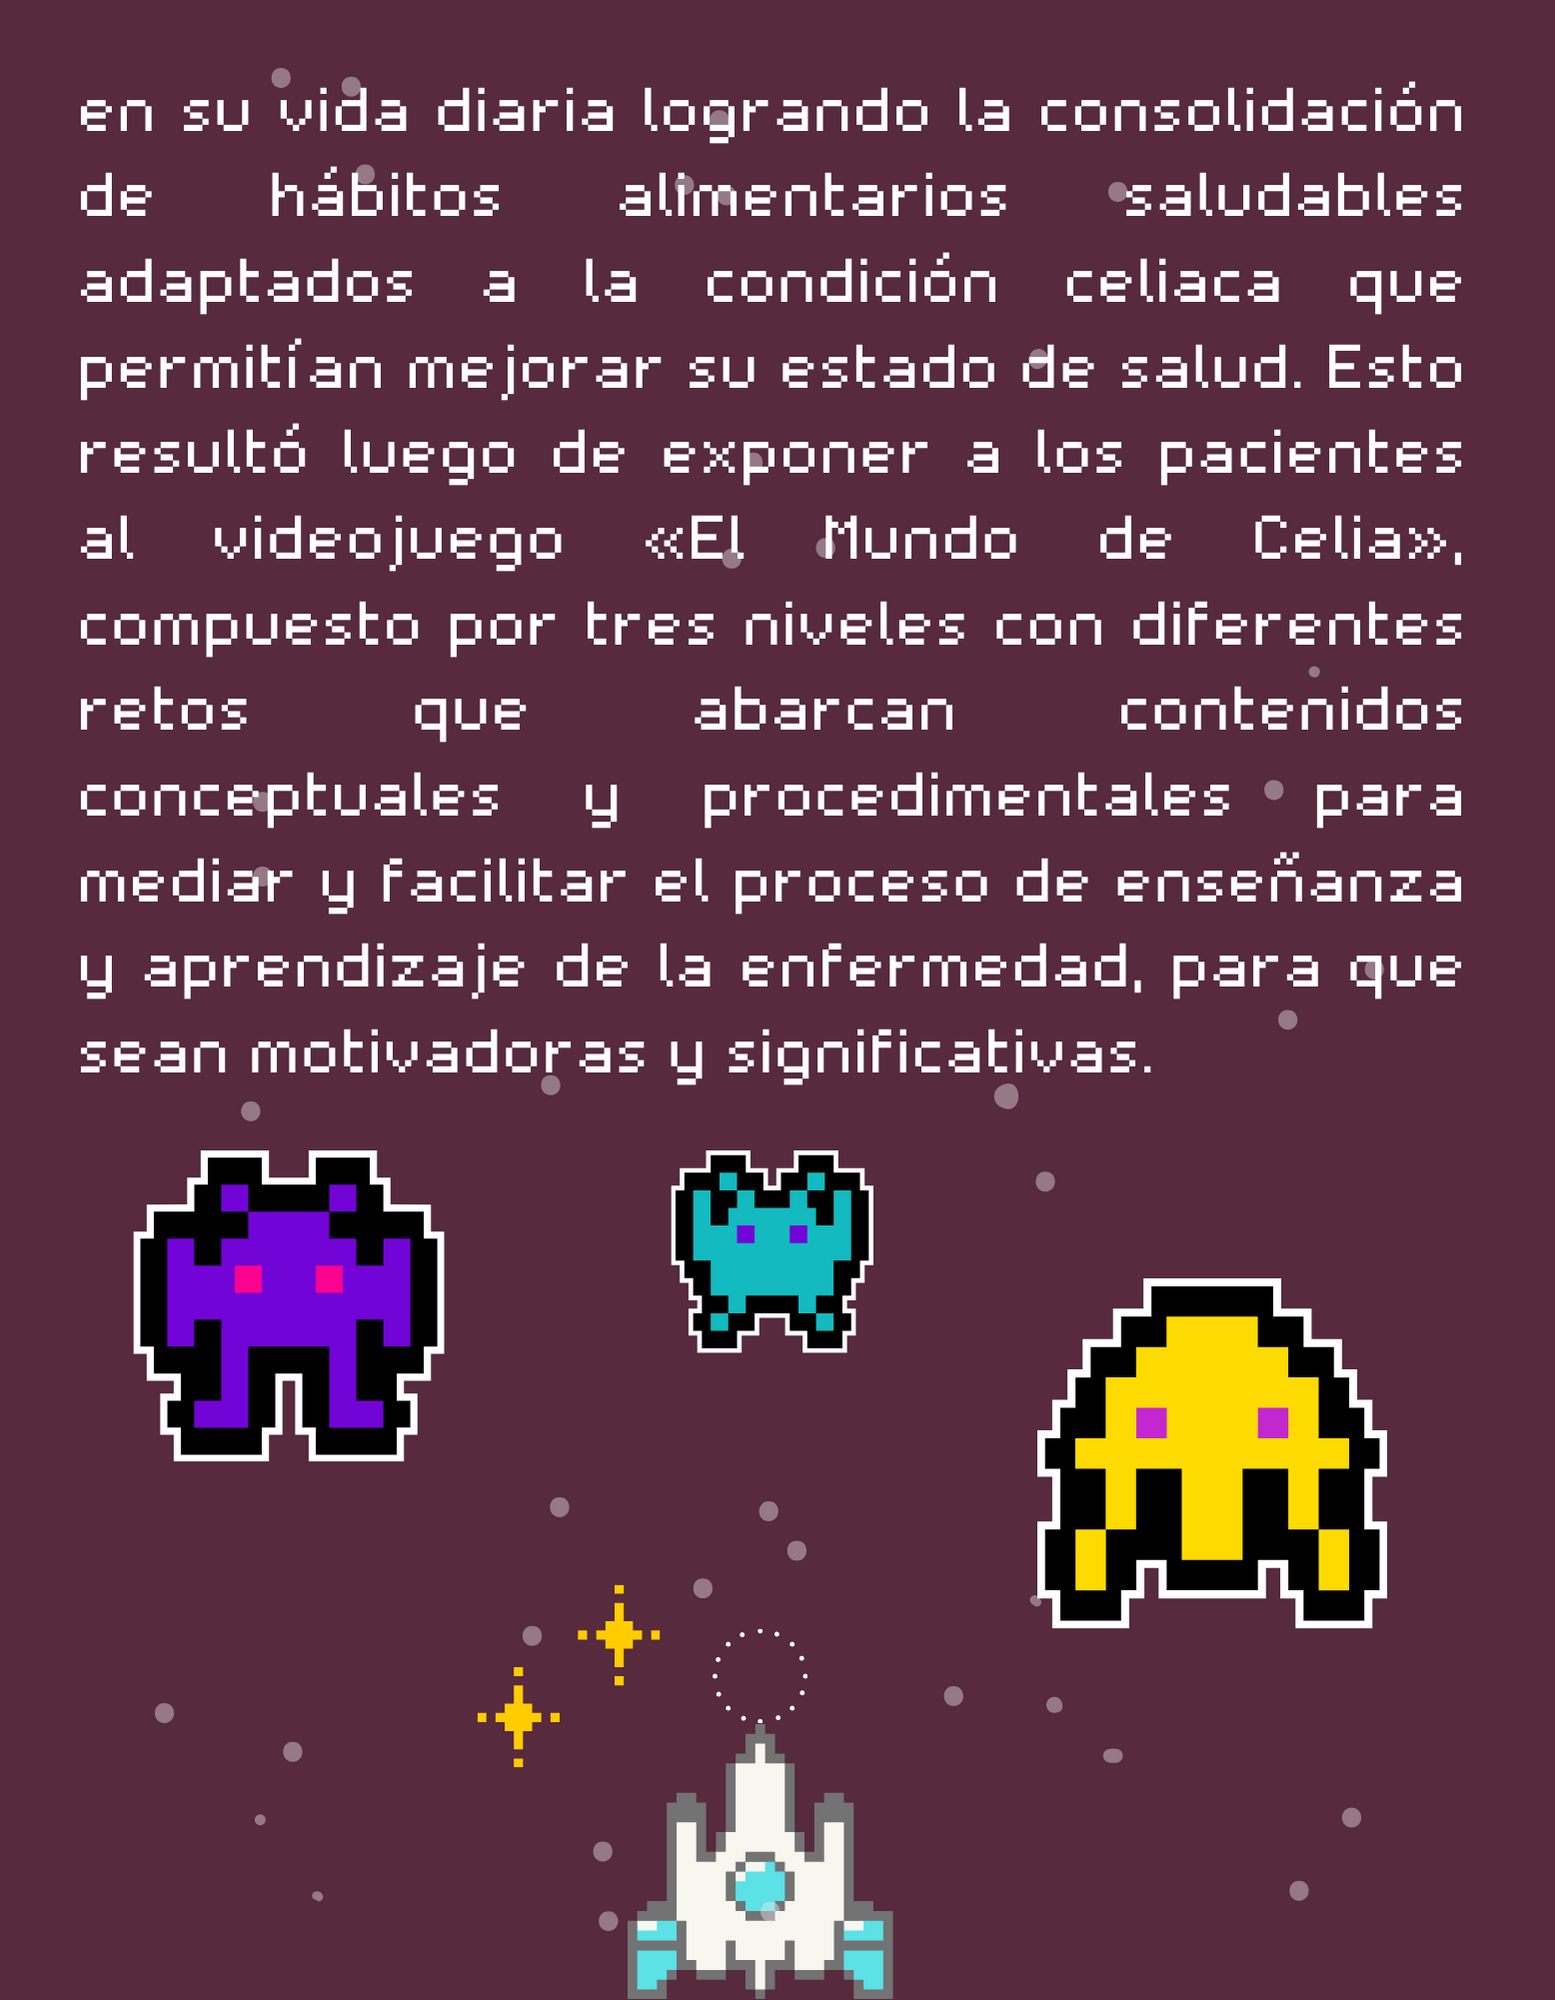 en su vida diaria logrando la consolidación
de hábitos alimentarios saludables
adaptados a la condición celiaca que
permitían mejorar su estado de salud. Esto
resultó luego de exponer a los pacientes
al videojuego «El Mundo de Celia»,
compuesto por tres niveles con diferentes
retos que abarcan contenidos
conceptuales y procedimentales para
mediar y facilitar el proceso de enseñanza
y aprendizaje de la enfermedad, para que
sean motivadoras y significativas.